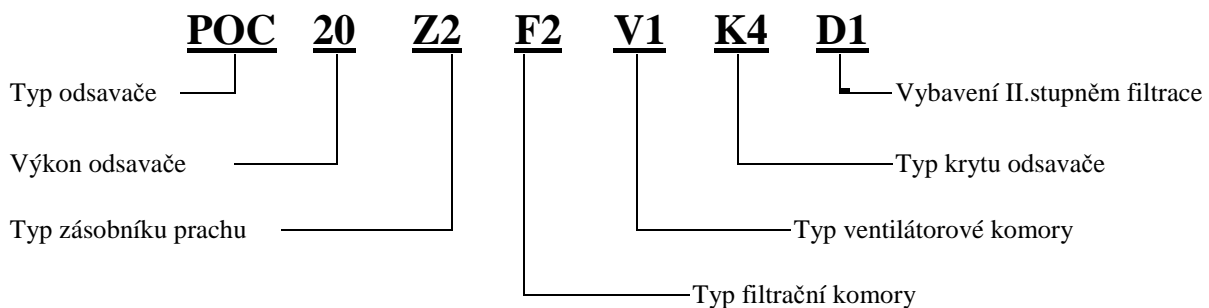 POC 20 Z2 F2 V1 K4 D1
Typ odsavače Vybavení II.stupněm filtrace
Výkon odsavače Typ krytu odsavače
Typ zásobníku prachu Typ ventilátorové komory
Typ filtrační komory